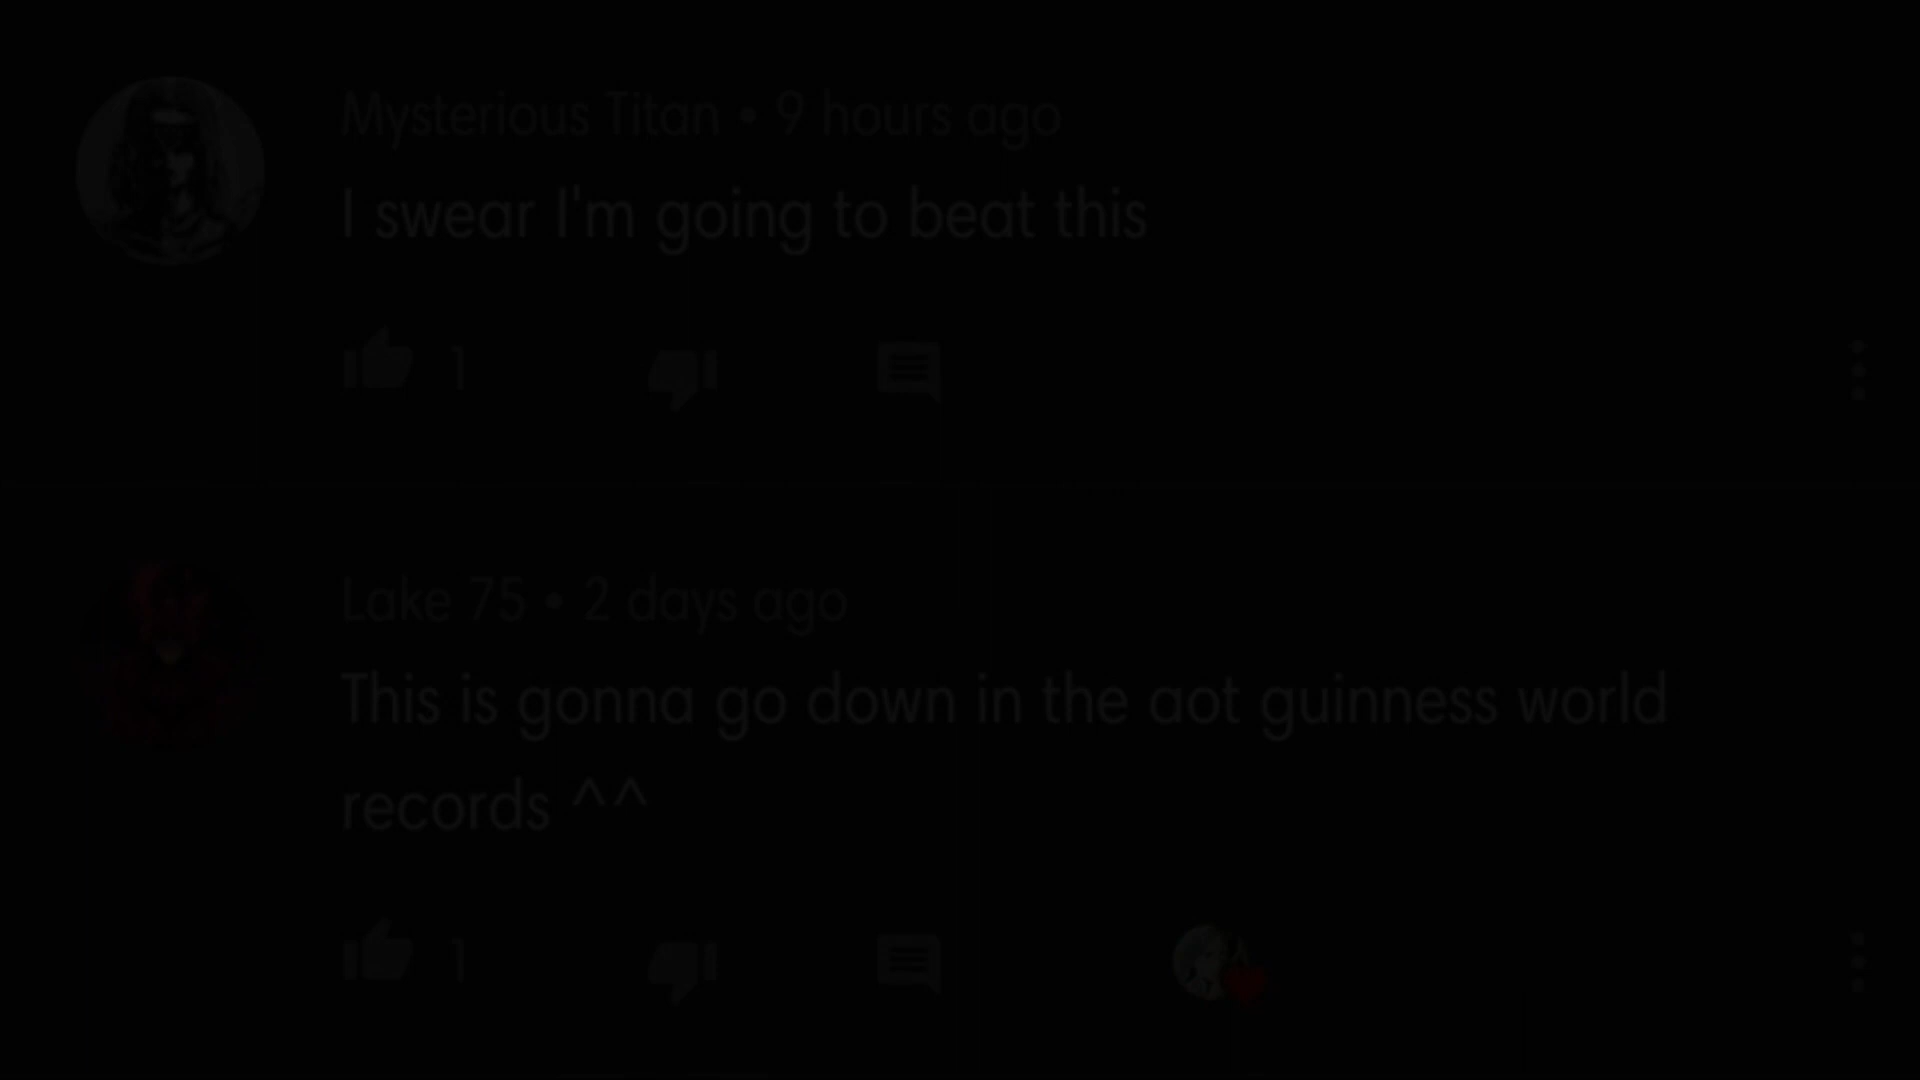 Mysterious Titan • 9 hours ago
I swear I'm going to beat this
1
Lake 75 • 2 days ago
This is gonna go down in the aot guinness world
records ^^
1